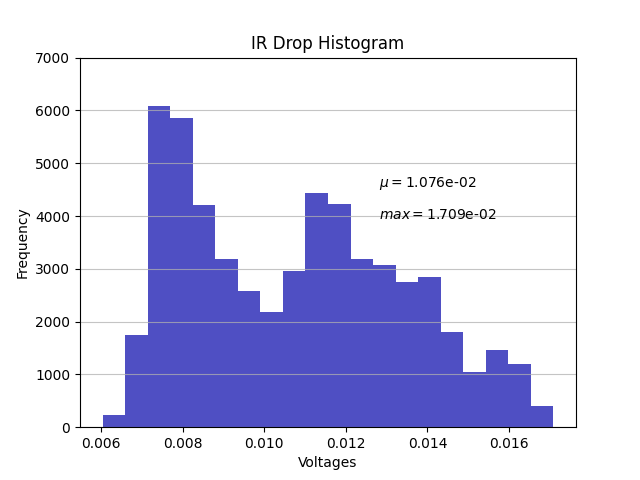 IR Drop Histogram
7000
6000
5000
4000
3000
2000
1000
0
Frequency
μ = 1.076e-02
max = 1.709e-02
0.006 0.008 0.010 0.012 0.014 0.016
Voltages